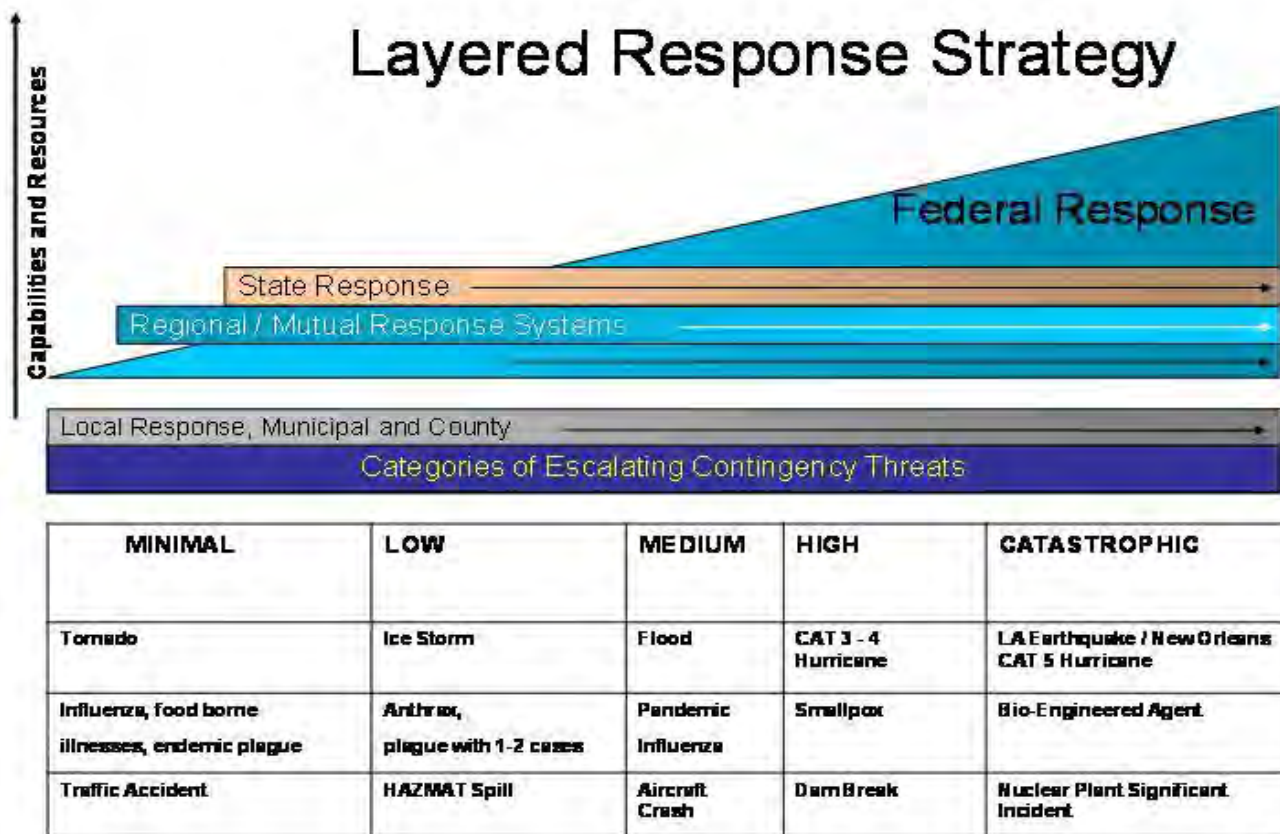 Layered Response Strategy
Capabilities and Resources
Federal Response
State Response
Regional / Mutual Response Systems
Local Response, Municipal and County
Categories of Escalating Contingency Threats
MINIMAL
LOW
MEDIUM
HIGH
CATASTROPHIC
Tornado
Ice Storm
Flood
CAT 3 - 4
Hurricane
LA Earthquake / New Orleans
CAT 5 Hurricane
Influenza, food borne
illnesses, endemic plague
Anthrax,
plague with 1-2 cases
Pandemic
Influenza
Smallpox
Bio-Engineered Agent
Traffic Accident
HAZMAT Spill
Aircraft
Crash
Dam Break
Nuclear Plant Significant
Incident